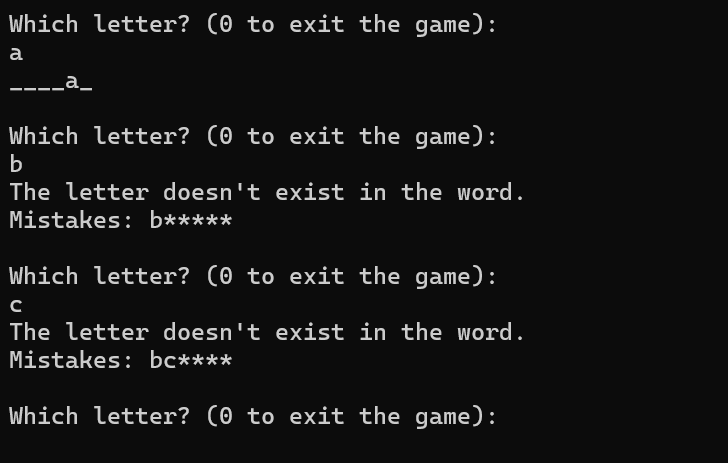 Which letter? (0 to exit the game):
a
____a_
Which letter? (0 to exit the game):
b
The letter doesn't exist in the word.
Mistakes: b*****
Which letter? (0 to exit the game):
c
The letter doesn't exist in the word.
Mistakes: bc****
Which letter? (0 to exit the game):